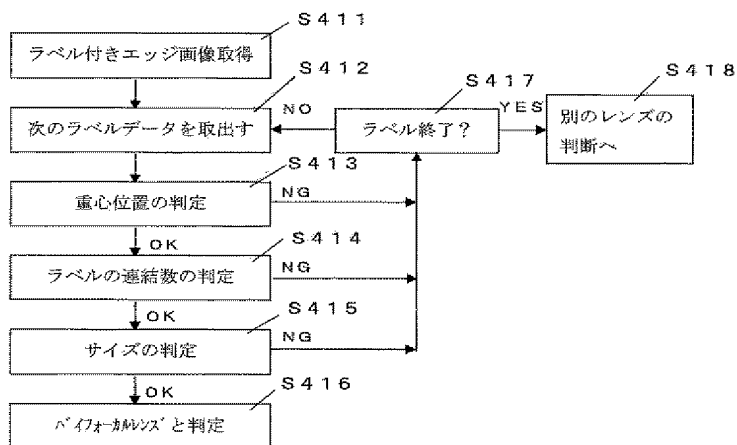 S411
ラベル付きエッジ画像取得
S412
次のラベルデータを取出す
NO
S417
ラベル終了?
YES
S418
別のレンズの
判断へ
S413
重心位置の判定
NG
OK
S414
ラベルの連結数の判定
NG
OK
S415
サイズの判定
NG
OK
S416
バイフォーカルレンズと判定